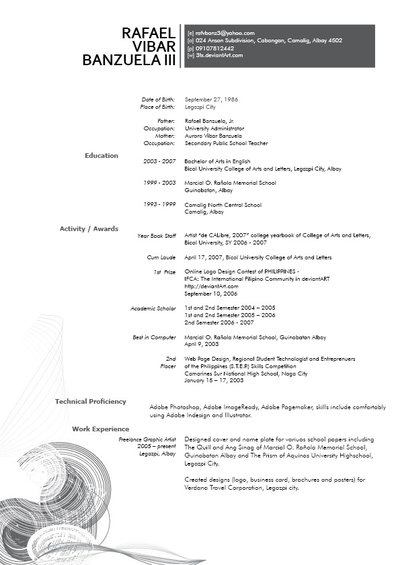 RAFAEL
VIBAR
BANZUELA III
[e] rafvbanz3@yahoo.com
[a] 024 Anson Subdivision, Cabangan, Camalig, Albay 4502
[p] 09107812442
[w] 3fs.deviantArt.com
Date of Birth: September 27, 1986
Place of Birth: Legazpi City
Father: Rafael Banzuela, Jr.
Occupation: University Administrator
Mother: Aurora Vibar Banzuela
Occupation: Secondary Public School Teacher
Education
2003 - 2007 Bachelor of Arts in English
Bicol University College of Arts and Letters, Legazpi City, Albay
1999 - 2003 Marcial O. Rañola Memorial School
Guinobatan, Albay
1993 - 1999 Camalig North Central School
Camalig, Albay
Activity / Awards
Year Book Staff Artist "de CALibre, 2007" college yearbook of College of Arts and Letters,
Bicol University, SY 2006 - 2007
Cum Laude April 17, 2007, Bicol University College of Arts and Letters
1st Prize Online Logo Design Contest of PHILIPPINES -
IFCA: The International Filipino Community in deviantART
http://deviantArt.com
September 10, 2006
Academic Scholar 1st and 2nd Semester 2004 – 2005
1st and 2nd Semester 2005 – 2006
2nd Semester 2006 - 2007
Best in Computer Marcial O. Rañola Memorial School, Guinobatan Albay
April 9, 2003
2nd Web Page Design, Regional Student Technologist and Entreprenuers
Placer of the Philippines (S.T.E.P) Skills Competition
Camarines Sur National High School, Naga City
January 15 – 17, 2003
Technical Proficiency
Adobe Photoshop, Adobe ImageReady, Adobe Pagemaker, skills include comfortably
using Adobe Indesign and Illustrator.
Work Experience
Freelance Graphic Artist Designed cover and name plate for various school papers including
2005 – present The Quill and Ang Sinag of Marcial O. Rañola Memorial School,
Legazpi, Albay Guinobatan Albay and The Prism of Aquinas University Highschool,
Legazpi City.
Created designs (logo, business card, brochures and posters) for
Verdana Travel Corporation, Legazpi city.